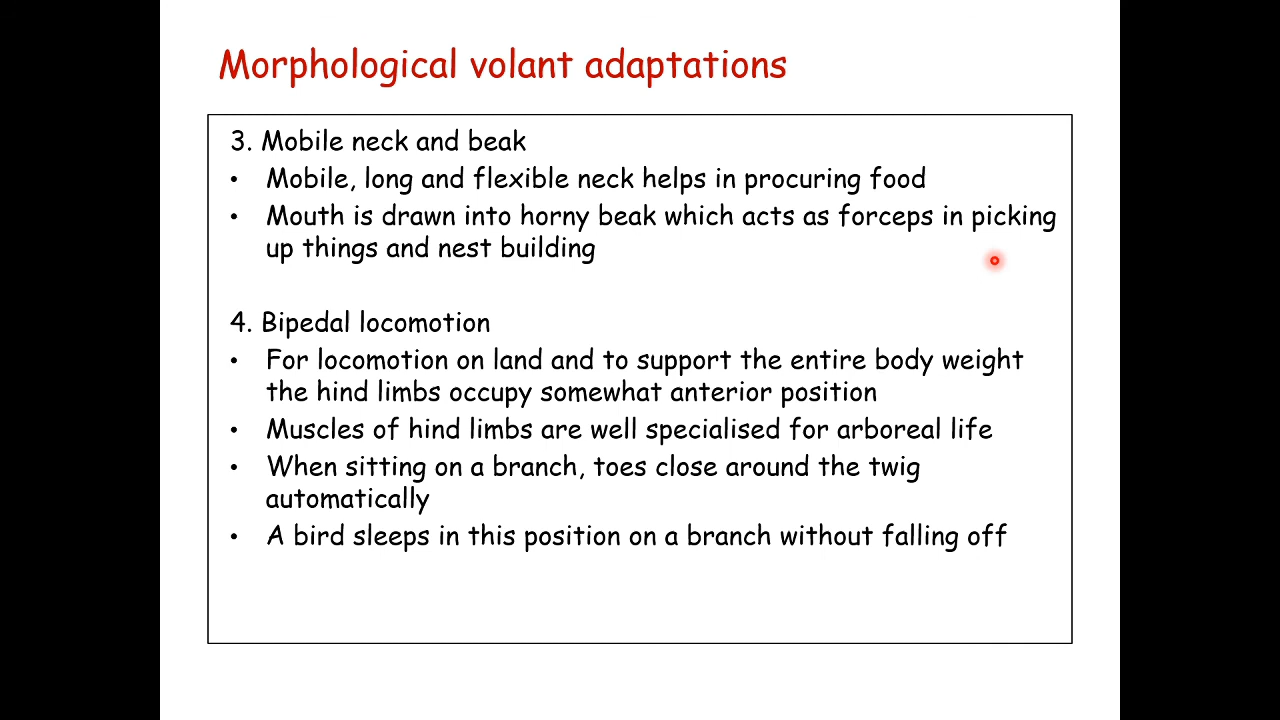 Morphological volant adaptations
3. Mobile neck and beak
• Mobile, long and flexible neck helps in procuring food
• Mouth is drawn into horny beak which acts as forceps in picking
up things and nest building
4. Bipedal locomotion
• For locomotion on land and to support the entire body weight
the hind limbs occupy somewhat anterior position
• Muscles of hind limbs are well specialised for arboreal life
• When sitting on a branch, toes close around the twig
automatically
• A bird sleeps in this position on a branch without falling off